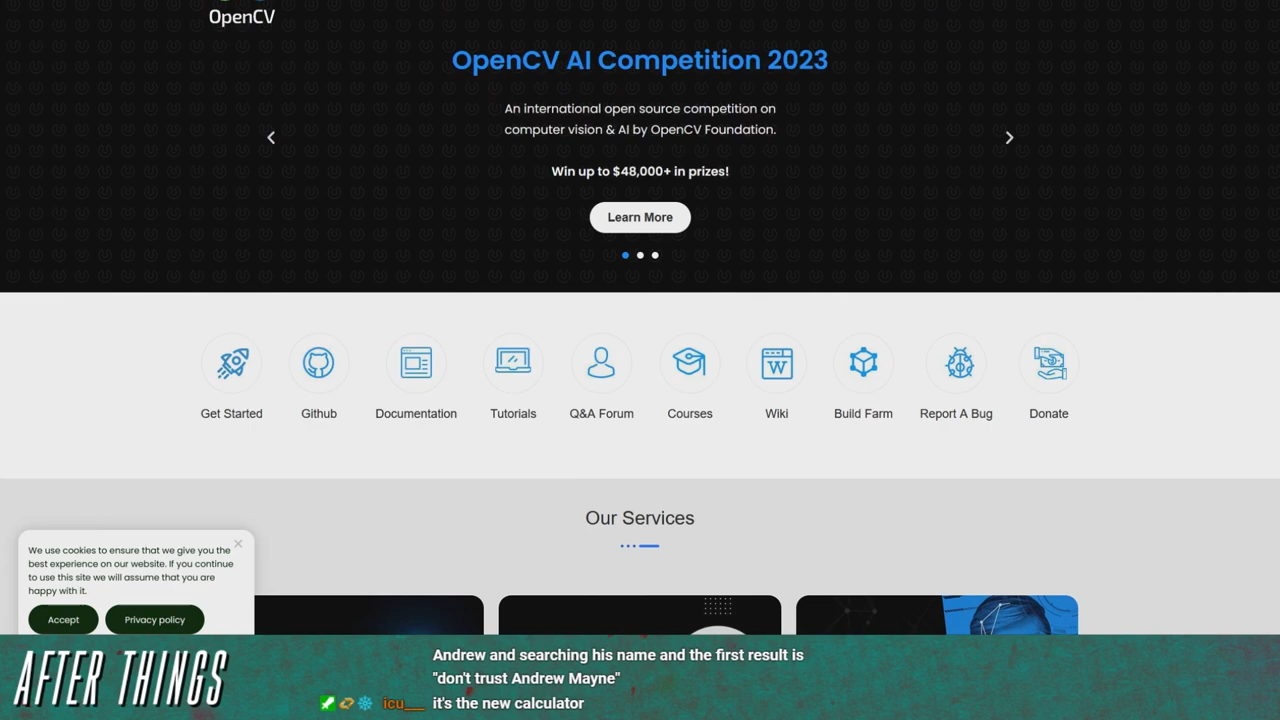 OpenCV
OpenCV AI Competition 2023
An international open source competition on
computer vision & AI by OpenCV Foundation.
Win up to $48,000+ in prizes!
Learn More
Get Started
Github
Documentation
Tutorials
Q&A Forum
Courses
W
Wiki
Build Farm
Report A Bug
Donate
Our Services
We use cookies to ensure that we give you the
best experience on our website. If you continue
to use this site we will assume that you are
happy with it.
Accept
Privacy policy
AFTER THINGS
Andrew and searching his name and the first result is
"don't trust Andrew Mayne"
icu___ it's the new calculator